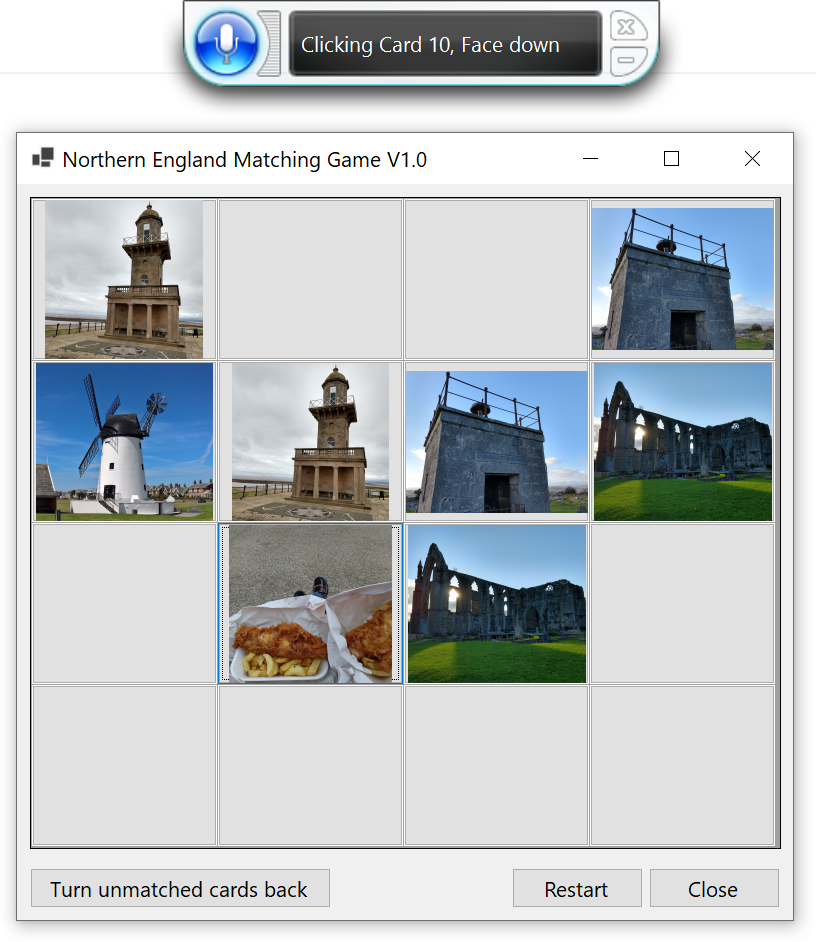 Clicking Card 10, Face down
Northern England Matching Game V1.0
Turn unmatched cards back
Restart
Close